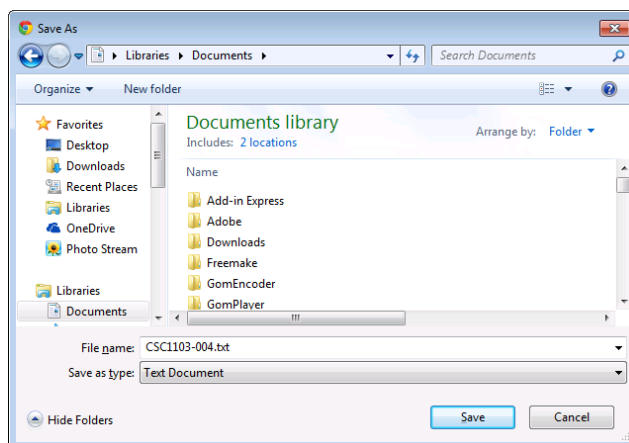 Save As
Libraries Documents Search Documents
Organize New folder
Favorites
Desktop
Downloads
Recent Places
Libraries
OneDrive
Photo Stream
Libraries
Documents
Documents library
Includes: 2 locations
Arrange by: Folder
Name
Add-in Express
Adobe
Downloads
Freemake
GomEncoder
GomPlayer
File name: CSC1103-004.txt
Save as type: Text Document
Hide Folders Save Cancel